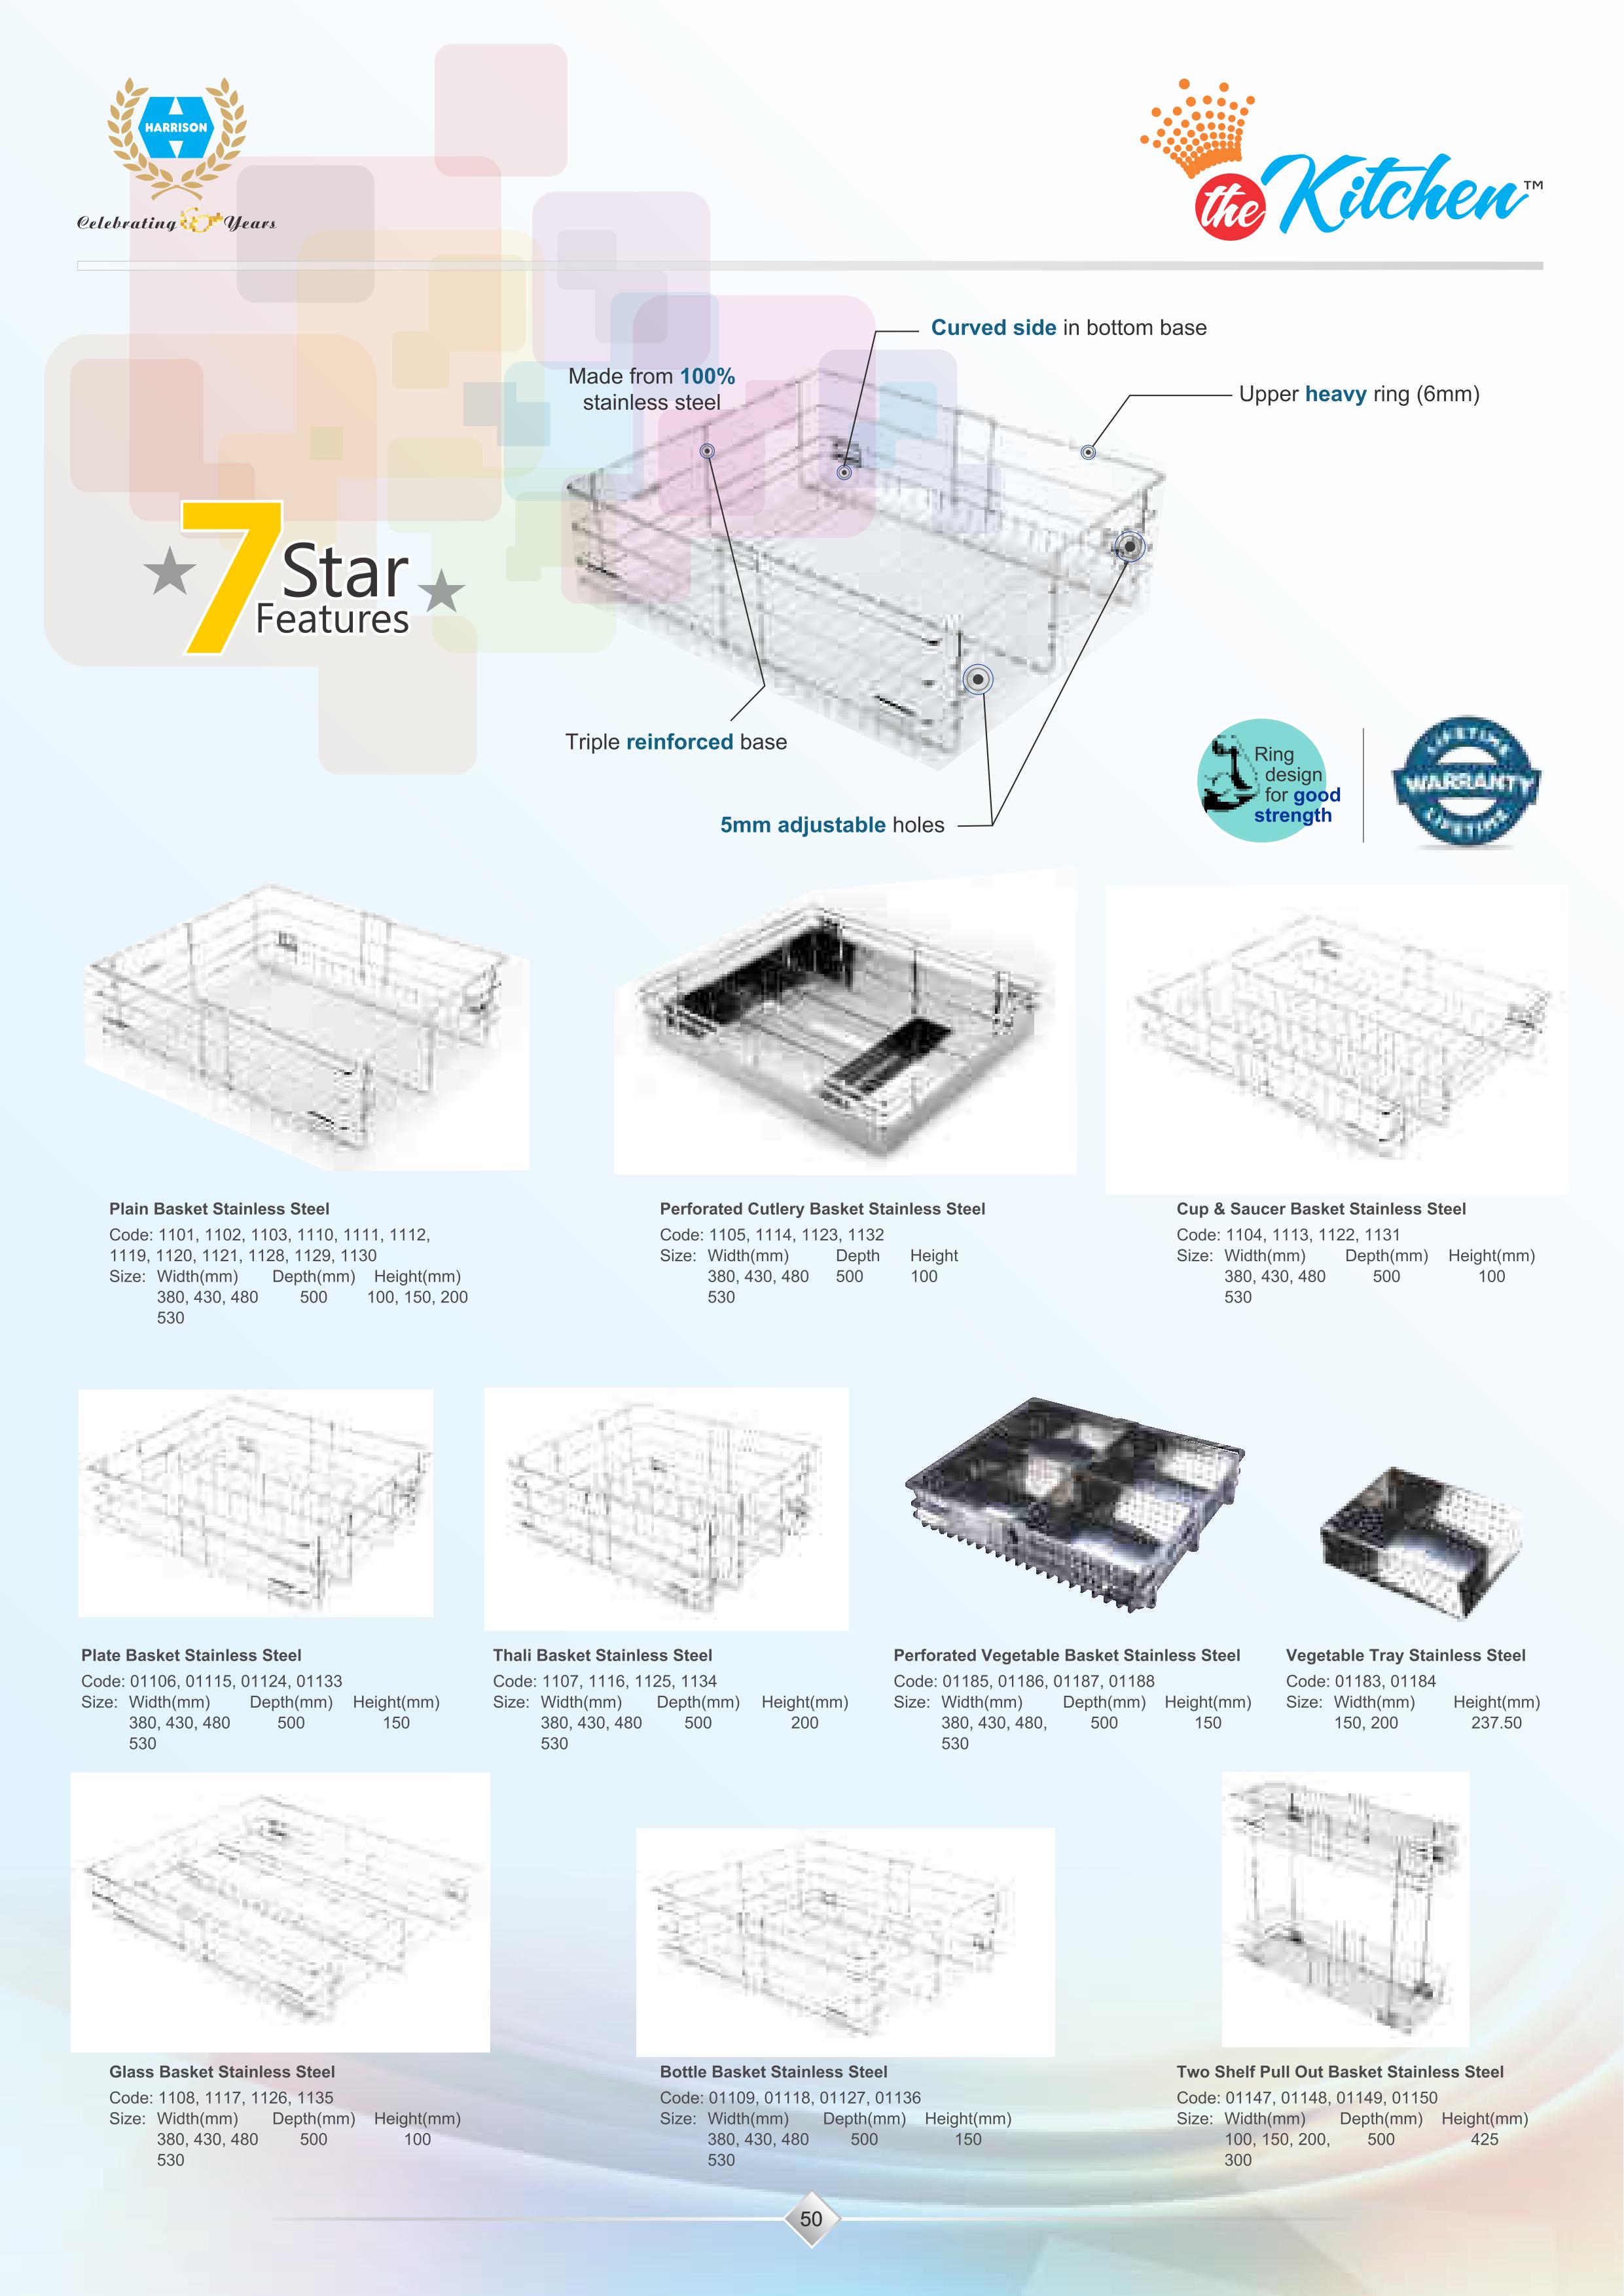 HARRISON
Celebrating
Years
the Kitchen™
Curved side in bottom base
Made from 100%
stainless steel
Upper heavy ring (6mm)
7 Star
Features
Triple reinforced base
5mm adjustable holes
Ring
design
for good
strength
LIFETIME
WARRANTY
LIFETIME
Plain Basket Stainless Steel
Code: 1101, 1102, 1103, 1110, 1111, 1112,
1119, 1120, 1121, 1128, 1129, 1130
Size: Width(mm) Depth(mm) Height(mm)
380, 430, 480 500 100, 150, 200
530
Perforated Cutlery Basket Stainless Steel
Code: 1105, 1114, 1123, 1132
Size: Width(mm) Depth Height
380, 430, 480 500 100
530
Cup & Saucer Basket Stainless Steel
Code: 1104, 1113, 1122, 1131
Size: Width(mm) Depth(mm) Height(mm)
380, 430, 480 500 100
530
Plate Basket Stainless Steel
Code: 01106, 01115, 01124, 01133
Size: Width(mm) Depth(mm) Height(mm)
380, 430, 480 500 150
530
Thali Basket Stainless Steel
Code: 1107, 1116, 1125, 1134
Size: Width(mm) Depth(mm) Height(mm)
380, 430, 480 500 200
530
Perforated Vegetable Basket Stainless Steel
Code: 01185, 01186, 01187, 01188
Size: Width(mm) Depth(mm) Height(mm)
380, 430, 480, 500 150
530
Vegetable Tray Stainless Steel
Code: 01183, 01184
Size: Width(mm) Height(mm)
150, 200 237.50
Glass Basket Stainless Steel
Code: 1108, 1117, 1126, 1135
Size: Width(mm) Depth(mm) Height(mm)
380, 430, 480 500 100
530
Bottle Basket Stainless Steel
Code: 01109, 01118, 01127, 01136
Size: Width(mm) Depth(mm) Height(mm)
380, 430, 480 500 150
530
Two Shelf Pull Out Basket Stainless Steel
Code: 01147, 01148, 01149, 01150
Size: Width(mm) Depth(mm) Height(mm)
100, 150, 200, 500 425
300
50